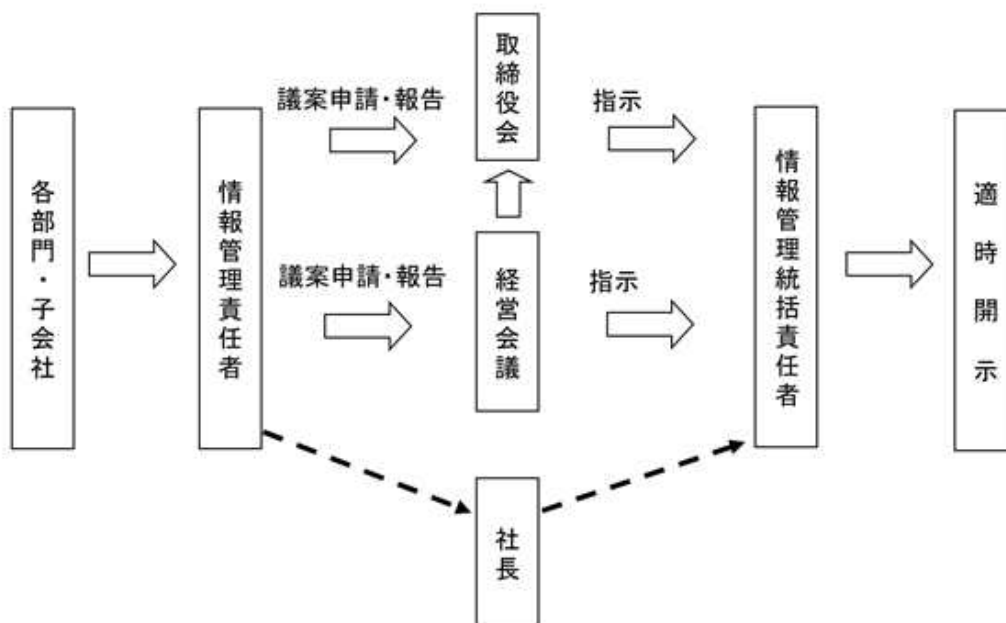 各部門・子会社
情報管理責任者
議案申請・報告
議案申請・報告
取締役会
経営会議
社長
指示
指示
情報管理統括責任者
適時開示